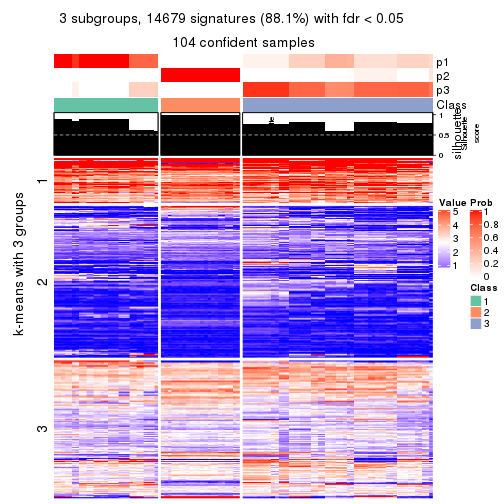 3 subgroups, 14679 signatures (88.1%) with fdr < 0.05
104 confident samples
p1
p2
p3
Class
1
0.5
0
silhouette
Silhouette
score
k-means with 3 groups
1
2
3
Value
5
4
3
2
1
Prob
1
0.8
0.6
0.4
0.2
0
Class
1
2
3